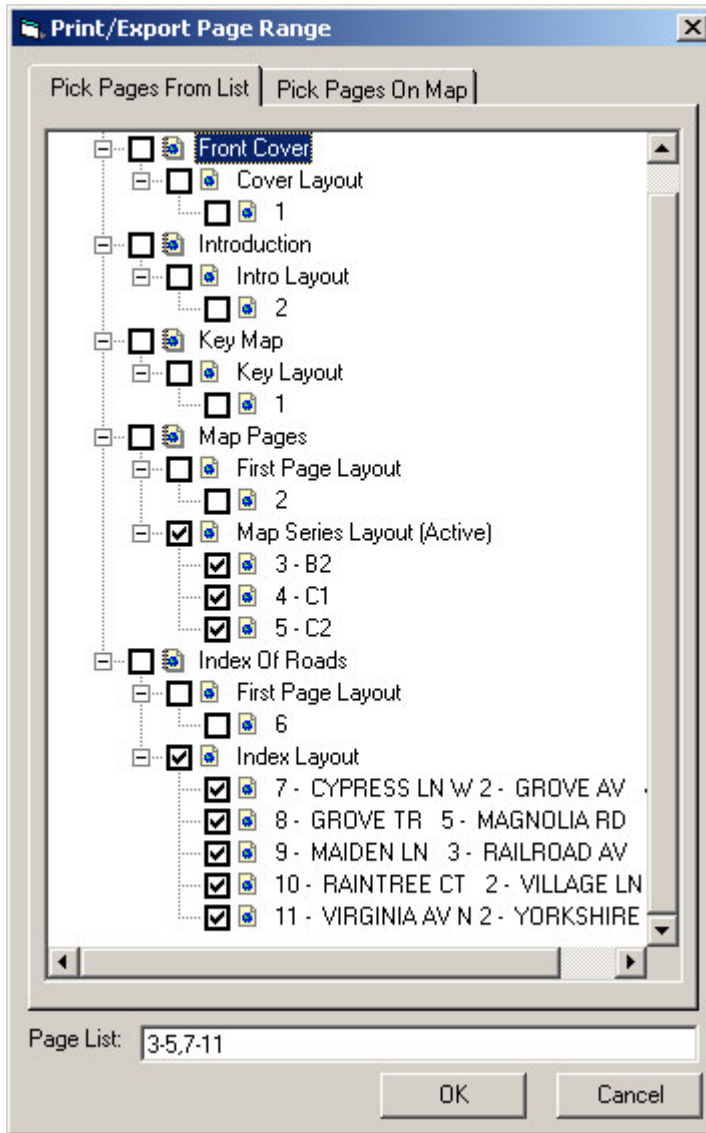 Print/Export Page Range
Pick Pages From List
Pick Pages On Map
Front Cover
Cover Layout
1
Introduction
Intro Layout
2
Key Map
Key Layout
1
Map Pages
First Page Layout
2
Map Series Layout (Active)
3 - B2
4 - C1
5 - C2
Index Of Roads
First Page Layout
6
Index Layout
7 - CYPRESS LN W 2 - GROVE AV
8 - GROVE TR 5 - MAGNOLIA RD
9 - MAIDEN LN 3 - RAILROAD AV
10 - RAINTREE CT 2 - VILLAGE LN
11 - VIRGINIA AV N 2 - YORKSHIRE
Page List: 3-5,7-11
OK
Cancel